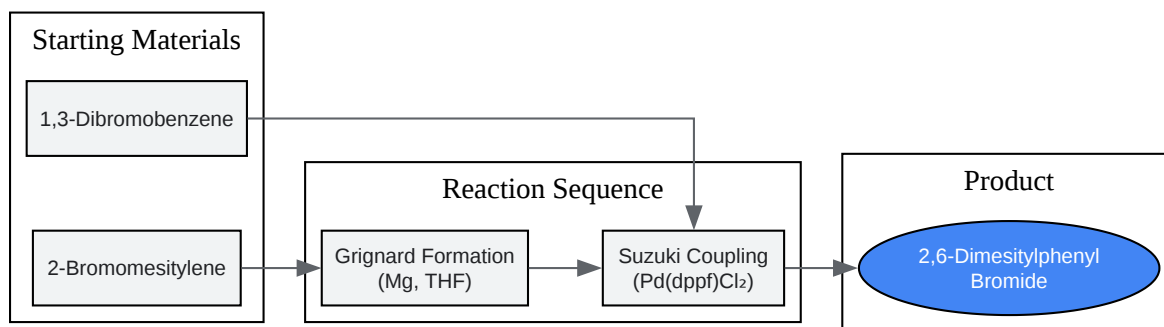 Starting Materials
1,3-Dibromobenzene
2-Bromomesitylene
Reaction Sequence
Grignard Formation
(Mg, THF)
Suzuki Coupling
(Pd(dppf)Cl₂)
Product
2,6-Dimesitylphenyl
Bromide